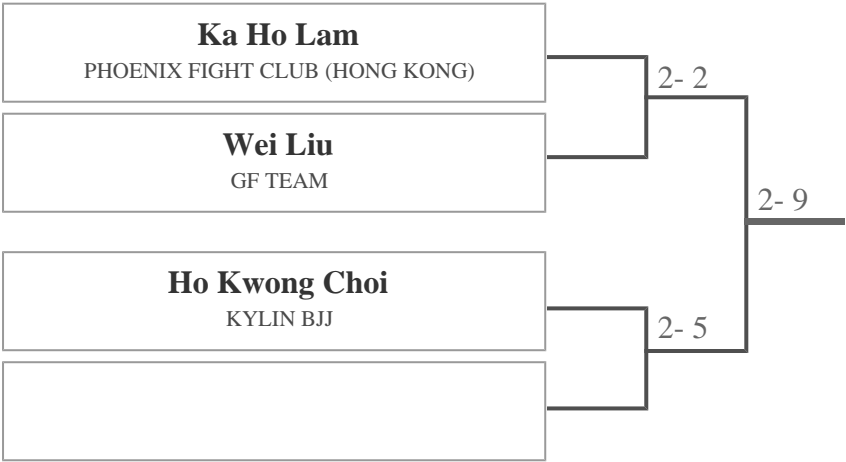 Ka Ho Lam
PHOENIX FIGHT CLUB (HONG KONG)
2- 2
Wei Liu
GF TEAM
2- 9
Ho Kwong Choi
KYLIN BJJ
2- 5